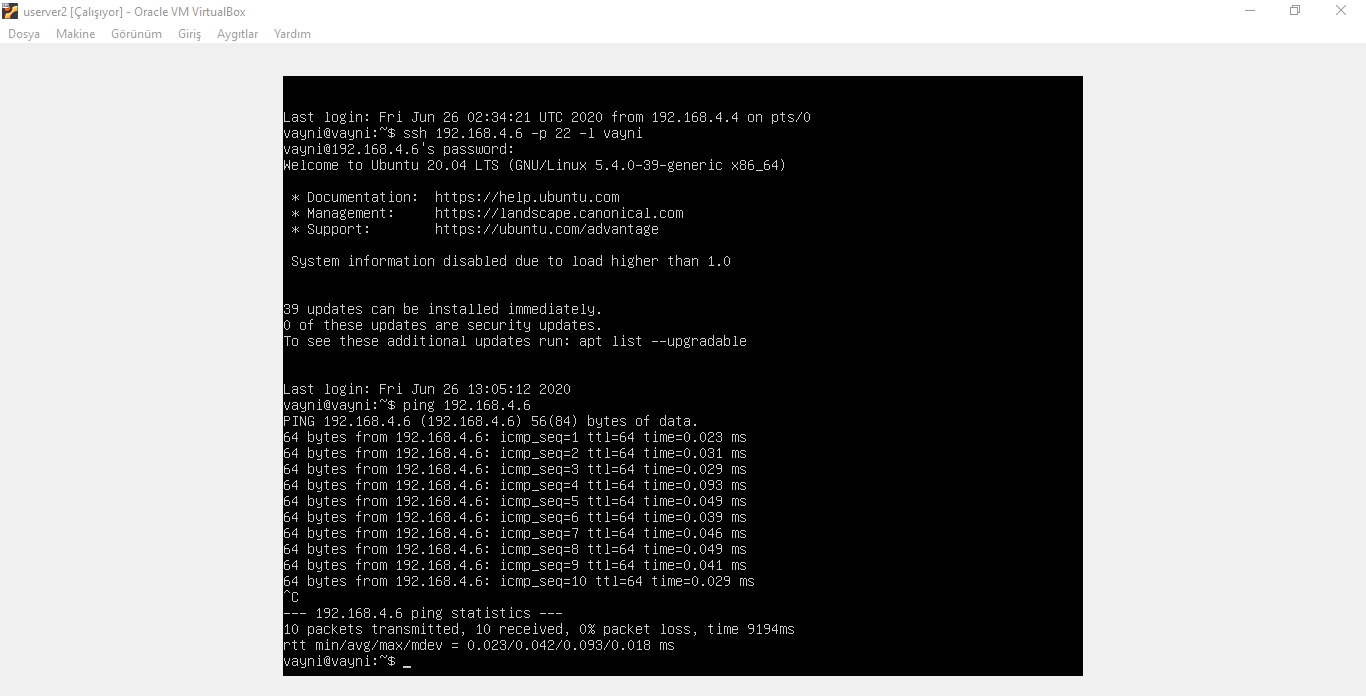 userver2 [Çalışıyor] - Oracle VM VirtualBox
Dosya Makine Görünüm Giriş Aygıtlar Yardım
Last login: Fri Jun 26 02:34:21 UTC 2020 from 192.168.4.4 on pts/0
vayni@vayni:~$ ssh 192.168.4.6 -p 22 -l vayni
vayni@192.168.4.6's password:
Welcome to Ubuntu 20.04 LTS (GNU/Linux 5.4.0-39-generic x86_64)
* Documentation: https://help.ubuntu.com
* Management: https://landscape.canonical.com
* Support: https://ubuntu.com/advantage
System information disabled due to load higher than 1.0
39 updates can be installed immediately.
0 of these updates are security updates.
To see these additional updates run: apt list --upgradable
Last login: Fri Jun 26 13:05:12 2020
vayni@vayni:~$ ping 192.168.4.6
PING 192.168.4.6 (192.168.4.6) 56(84) bytes of data.
64 bytes from 192.168.4.6: icmp_seq=1 ttl=64 time=0.023 ms
64 bytes from 192.168.4.6: icmp_seq=2 ttl=64 time=0.031 ms
64 bytes from 192.168.4.6: icmp_seq=3 ttl=64 time=0.029 ms
64 bytes from 192.168.4.6: icmp_seq=4 ttl=64 time=0.093 ms
64 bytes from 192.168.4.6: icmp_seq=5 ttl=64 time=0.049 ms
64 bytes from 192.168.4.6: icmp_seq=6 ttl=64 time=0.039 ms
64 bytes from 192.168.4.6: icmp_seq=7 ttl=64 time=0.046 ms
64 bytes from 192.168.4.6: icmp_seq=8 ttl=64 time=0.049 ms
64 bytes from 192.168.4.6: icmp_seq=9 ttl=64 time=0.041 ms
64 bytes from 192.168.4.6: icmp_seq=10 ttl=64 time=0.029 ms
^C
--- 192.168.4.6 ping statistics ---
10 packets transmitted, 10 received, 0% packet loss, time 9194ms
rtt min/avg/max/mdev = 0.023/0.042/0.093/0.018 ms
vayni@vayni:~$ _